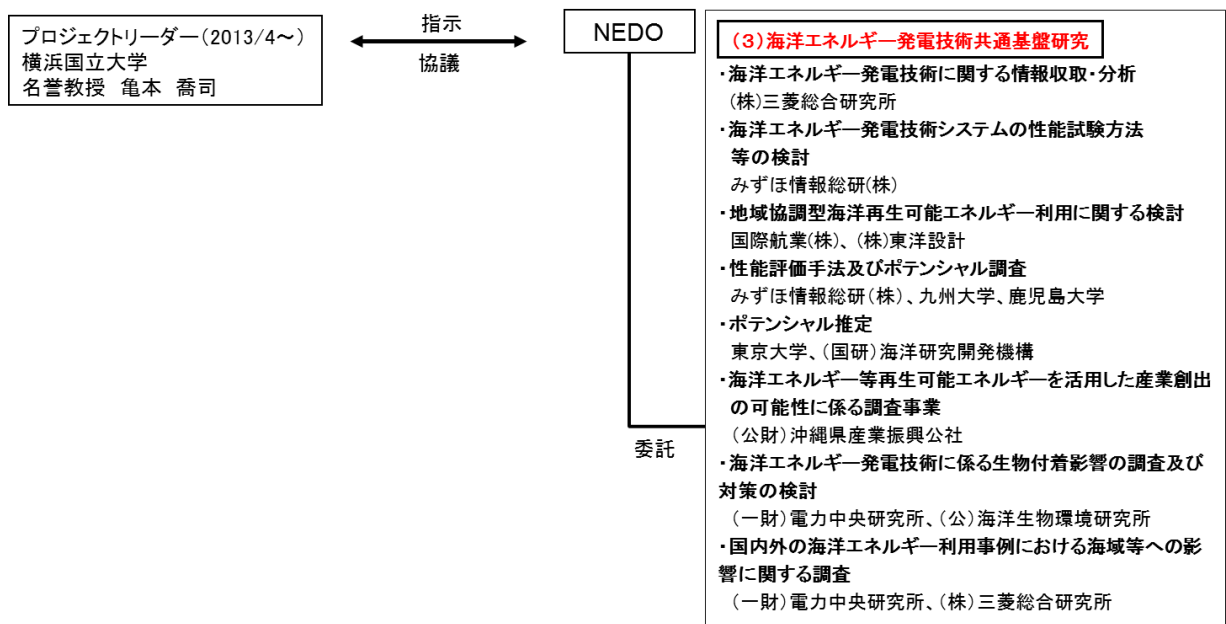 プロジェクトリーダー(2013/4~)
横浜国立大学
名誉教授 亀本 喬司
指示
協議
NEDO
委託
(3)海洋エネルギー発電技術共通基盤研究
・海洋エネルギー発電技術に関する情報収取・分析
(株)三菱総合研究所
・海洋エネルギー発電技術システムの性能試験方法
等の検討
みずほ情報総研(株)
・地域協調型海洋再生可能エネルギー利用に関する検討
国際航業(株)、(株)東洋設計
・性能評価手法及びポテンシャル調査
みずほ情報総研(株)、九州大学、鹿児島大学
・ポテンシャル推定
東京大学、(国研)海洋研究開発機構
・海洋エネルギー等再生可能エネルギーを活用した産業創出
の可能性に係る調査事業
(公財)沖縄県産業振興公社
・海洋エネルギー発電技術に係る生物付着影響の調査及び
対策の検討
(一財)電力中央研究所、(公)海洋生物環境研究所
・国内外の海洋エネルギー利用事例における海域等への影
響に関する調査
(一財)電力中央研究所、(株)三菱総合研究所